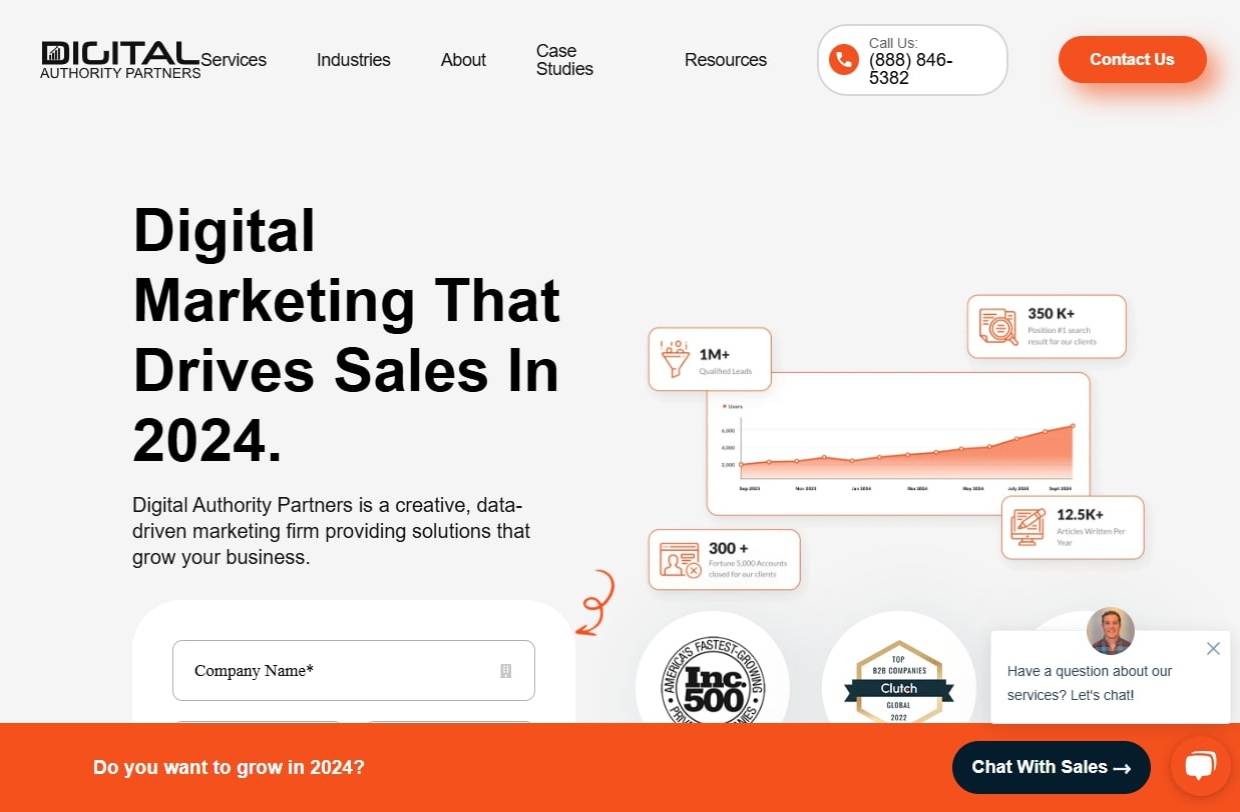 DIGITAL
AUTHORITY PARTNERS
Services
Industries
About
Case
Studies
Resources
Call Us:
(888) 846-
5382
Contact Us
Digital
Marketing That
Drives Sales In
2024.
Digital Authority Partners is a creative, data-
driven marketing firm providing solutions that
grow your business.
Company Name*
1M+
Qualified Leads
350 K+
Position #1 search
result for our clients
Users
6,000
4,000
2,000
Sep 2023
Nov 2023
Jan 2024
Mar 2024
May 2024
July 2024
Sept 2024
300 +
Fortune 5,000 Accounts
closed for our clients
12.5K+
Articles Written Per
Year
AMERICA'S FASTEST-GROWING
Inc.
500
TOP
B2B COMPANIES
Clutch
GLOBAL
2022
Have a question about our
services? Let's chat!
Do you want to grow in 2024?
Chat With Sales →